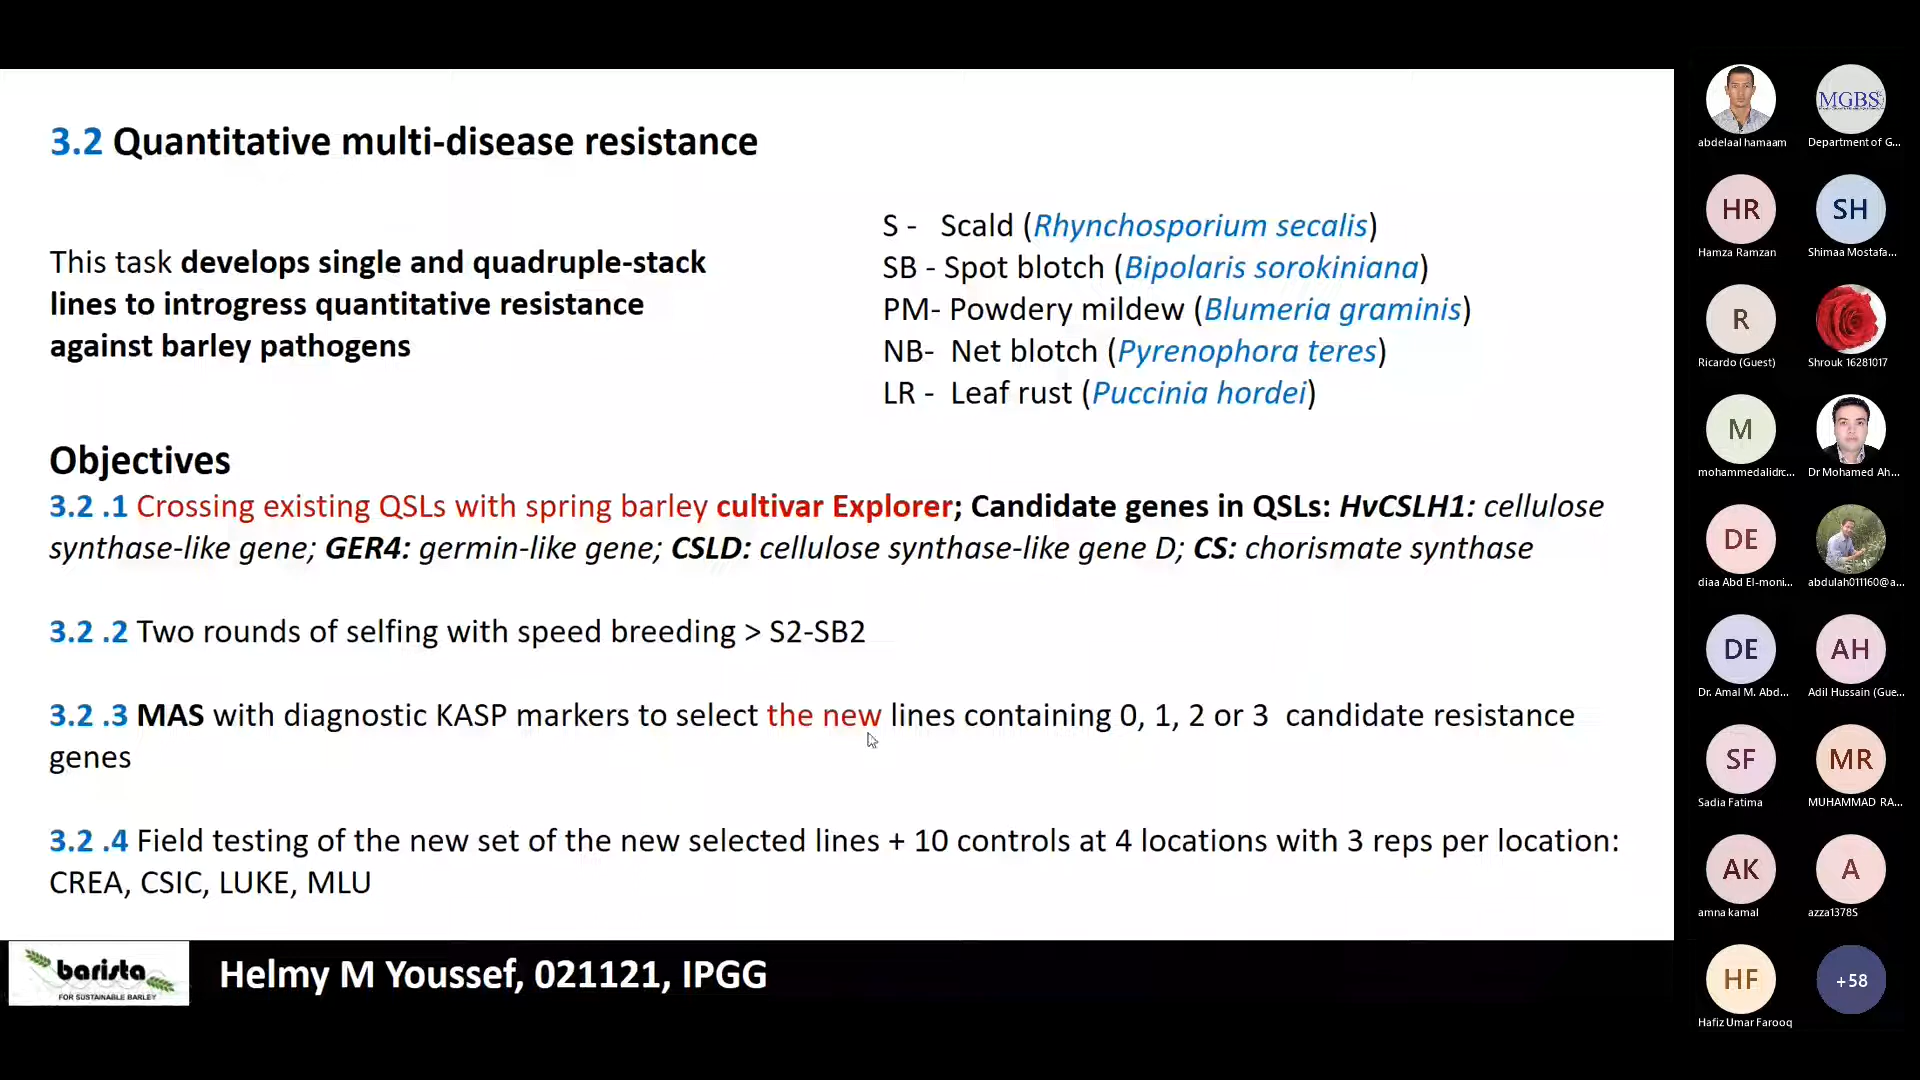 3.2 Quantitative multi-disease resistance
This task develops single and quadruple-stack
lines to introgress quantitative resistance
against barley pathogens
S - Scald (Rhynchosporium secalis)
SB - Spot blotch (Bipolaris sorokiniana)
PM- Powdery mildew (Blumeria graminis)
NB- Net blotch (Pyrenophora teres)
LR - Leaf rust (Puccinia hordei)
Objectives
3.2 .1 Crossing existing QSLs with spring barley cultivar Explorer; Candidate genes in QSLs: HvCSLH1: cellulose
synthase-like gene; GER4: germin-like gene; CSLD: cellulose synthase-like gene D; CS: chorismate synthase
3.2 .2 Two rounds of selfing with speed breeding > S2-SB2
3.2 .3 MAS with diagnostic KASP markers to select the new lines containing 0, 1, 2 or 3 candidate resistance
genes
3.2 .4 Field testing of the new set of the new selected lines + 10 controls at 4 locations with 3 reps per location:
CREA, CSIC, LUKE, MLU
barista
FOR SUSTAINABLE BARLEY
Helmy M Youssef, 021121, IPGG
abdelaal hamaam
MGBS
Department of G...
HR
Hamza Ramzan
SH
Shimaa Mostafa...
R
Ricardo (Guest)
Shrouk 16281017
M
mohammedalidrc...
Dr Mohamed Ah...
DE
diaa Abd El-moni...
abdulah011160@a...
DE
Dr. Amal M. Abd...
AH
Adil Hussain (Gue...
SF
Sadia Fatima
MR
MUHAMMAD RA...
AK
amna kamal
A
azza1378S
HF
Hafiz Umar Farooq
+58